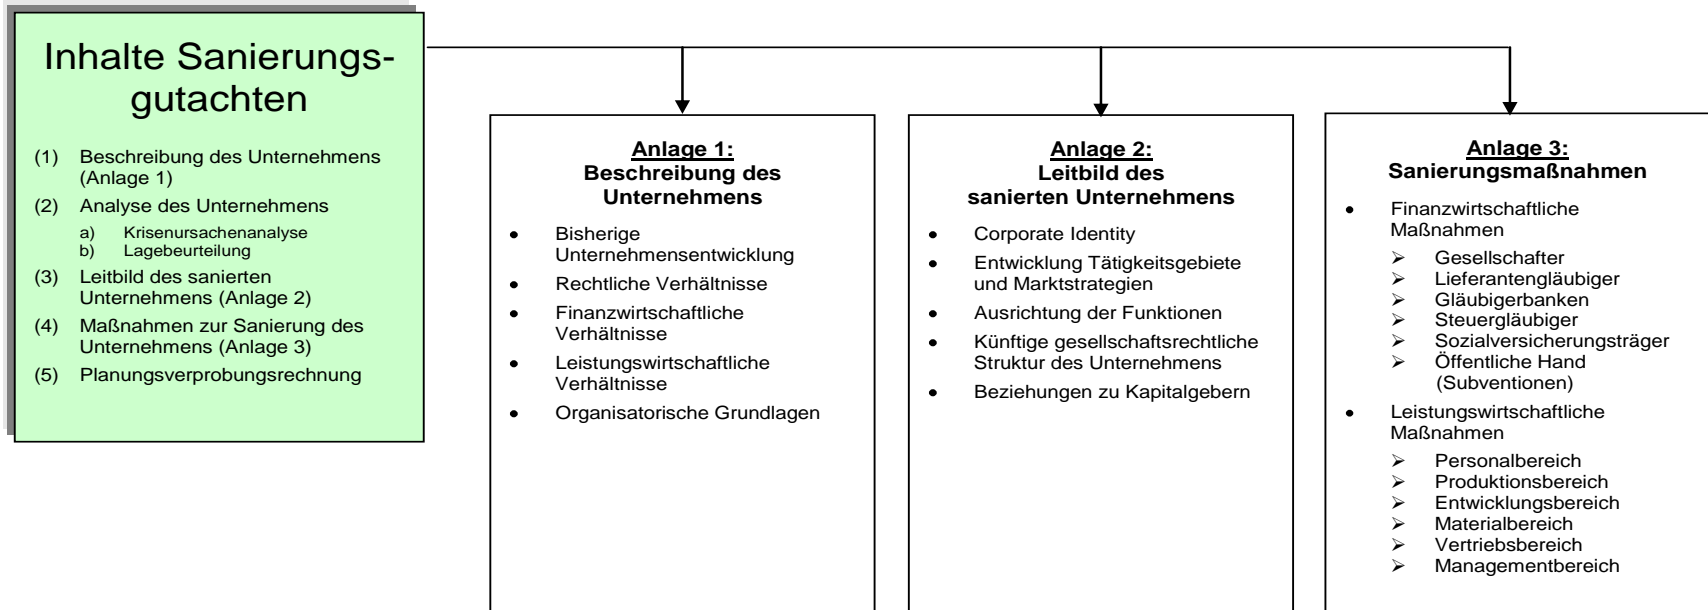 Inhalte Sanierungs-
gutachten
(1) Beschreibung des Unternehmens
(Anlage 1)
(2) Analyse des Unternehmens
a) Krisenursachenanalyse
b) Lagebeurteilung
(3) Leitbild des sanierten
Unternehmens (Anlage 2)
(4) Maßnahmen zur Sanierung des
Unternehmens (Anlage 3)
(5) Planungsverprobungsrechnung
Anlage 1:
Beschreibung des
Unternehmens
• Bisherige
Unternehmensentwicklung
• Rechtliche Verhältnisse
• Finanzwirtschaftliche
Verhältnisse
• Leistungswirtschaftliche
Verhältnisse
• Organisatorische Grundlagen
Anlage 2:
Leitbild des
sanierten Unternehmens
• Corporate Identity
• Entwicklung Tätigkeitsgebiete
und Marktstrategien
• Ausrichtung der Funktionen
• Künftige gesellschaftsrechtliche
Struktur des Unternehmens
• Beziehungen zu Kapitalgebern
Anlage 3:
Sanierungsmaßnahmen
• Finanzwirtschaftliche
Maßnahmen
➢ Gesellschafter
➢ Lieferantengläubiger
➢ Gläubigerbanken
➢ Steuergläubiger
➢ Sozialversicherungsträger
➢ Öffentliche Hand
(Subventionen)
• Leistungswirtschaftliche
Maßnahmen
➢ Personalbereich
➢ Produktionsbereich
➢ Entwicklungsbereich
➢ Materialbereich
➢ Vertriebsbereich
➢ Managementbereich